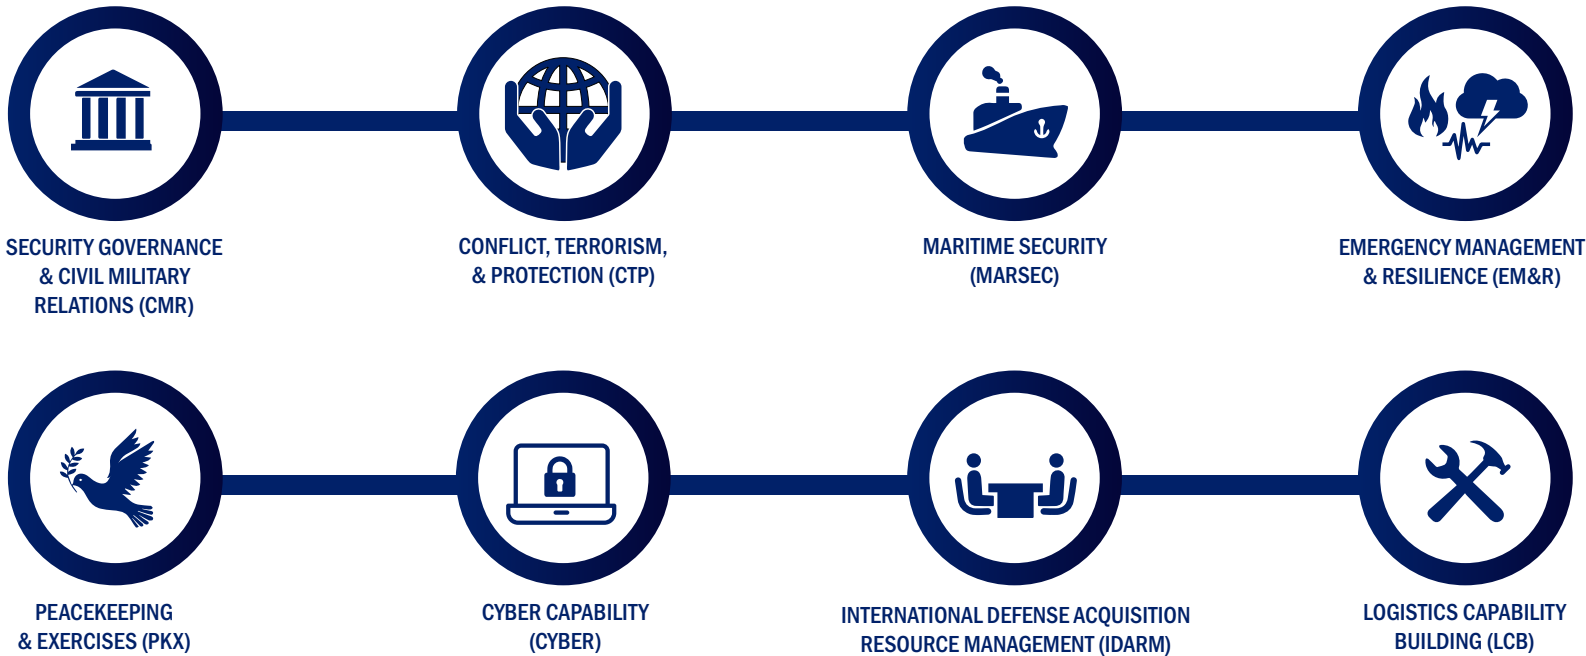 SECURITY GOVERNANCE
& CIVIL MILITARY
RELATIONS (CMR)
CONFLICT, TERRORISM,
& PROTECTION (CTP)
MARITIME SECURITY
(MARSEC)
EMERGENCY MANAGEMENT
& RESILIENCE (EM&R)
PEACEKEEPING
& EXERCISES (PKX)
CYBER CAPABILITY
(CYBER)
INTERNATIONAL DEFENSE ACQUISITION
RESOURCE MANAGEMENT (IDARM)
LOGISTICS CAPABILITY
BUILDING (LCB)